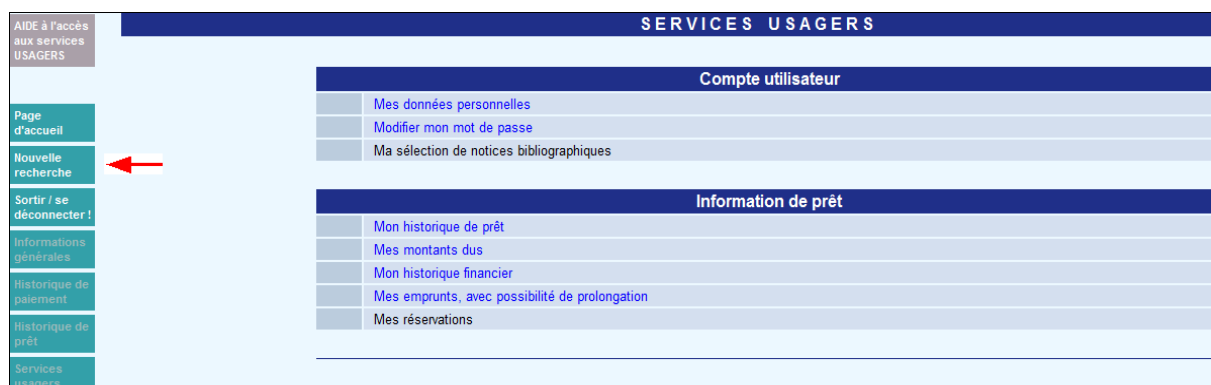 AIDE à l'accès
aux services
USAGERS
Page
d'accueil
Nouvelle
recherche
Sortir / se
déconnecter !
Informations
générales
Historique de
paiement
Historique de
prêt
Services
usagers
SERVICES USAGERS
Compte utilisateur
Mes données personnelles
Modifier mon mot de passe
Ma sélection de notices bibliographiques
Information de prêt
Mon historique de prêt
Mes montants dus
Mon historique financier
Mes emprunts, avec possibilité de prolongation
Mes réservations